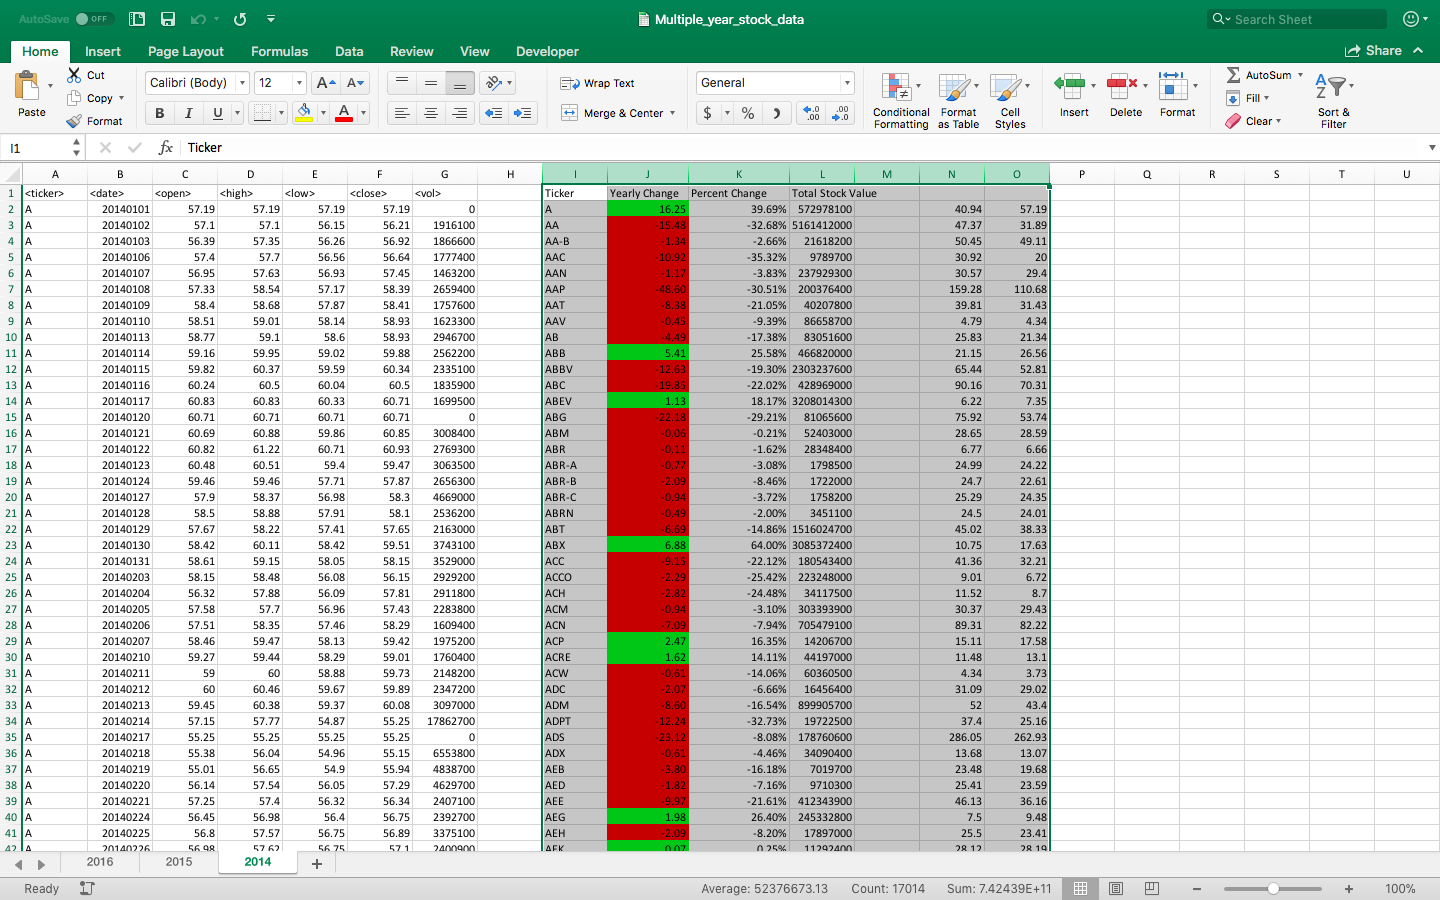 AutoSave OFF Multiple_year_stock_data Search Sheet
Home Insert Page Layout Formulas Data Review View Developer Share
Paste Cut Copy Format
Calibri (Body) 12 A A
B I U A
Wrap Text
Merge & Center
General
$ % )
Conditional Formatting Format as Table Cell Styles Insert Delete Format
AutoSum Fill Clear Sort & Filter
I1 fx Ticker
A B C D E F G H I J K L M N O P Q R S T U
1 <ticker> <date> <open> <high> <low> <close> <vol> Ticker Yearly Change Percent Change Total Stock Value
2 A 20140101 57.19 57.19 57.19 57.19 0 A 16.25 39.69% 572978100 40.94 57.19
3 A 20140102 57.1 57.1 56.15 56.21 1916100 AA -15.48 -32.68% 5161412000 47.37 31.89
4 A 20140103 56.39 57.35 56.26 56.92 1866600 AA-B -1.34 -2.66% 21618200 50.45 49.11
5 A 20140106 57.4 57.7 56.56 56.64 1777400 AAC -10.92 -35.32% 9789700 30.92 20
6 A 20140107 56.95 57.63 56.93 57.45 1463200 AAN -1.17 -3.83% 237929300 30.57 29.4
7 A 20140108 57.33 58.54 57.17 58.39 2659400 AAP -48.60 -30.51% 200376400 159.28 110.68
8 A 20140109 58.4 58.68 57.87 58.41 1757600 AAT -8.38 -21.05% 40207800 39.81 31.43
9 A 20140110 58.51 59.01 58.14 58.93 1623300 AAV -0.45 -9.39% 86658700 4.79 4.34
10 A 20140113 58.77 59.1 58.6 58.93 2946700 AB -4.49 -17.38% 83051600 25.83 21.34
11 A 20140114 59.16 59.95 59.02 59.88 2562200 ABB 5.41 25.58% 466820000 21.15 26.56
12 A 20140115 59.82 60.37 59.59 60.34 2335100 ABBV -12.63 -19.30% 2303237600 65.44 52.81
13 A 20140116 60.24 60.5 60.04 60.5 1835900 ABC -19.85 -22.02% 428969000 90.16 70.31
14 A 20140117 60.83 60.83 60.33 60.71 1699500 ABEV 1.13 18.17% 3208014300 6.22 7.35
15 A 20140120 60.71 60.71 60.71 60.71 0 ABG -22.18 -29.21% 81065600 75.92 53.74
16 A 20140121 60.69 60.88 59.86 60.85 3008400 ABM -0.06 -0.21% 52403000 28.65 28.59
17 A 20140122 60.82 61.22 60.71 60.93 2769300 ABR -0.11 -1.62% 28348400 6.77 6.66
18 A 20140123 60.48 60.51 59.4 59.47 3063500 ABR-A -0.77 -3.08% 1798500 24.99 24.22
19 A 20140124 59.46 59.46 57.71 57.87 2656300 ABR-B -2.09 -8.46% 1722000 24.7 22.61
20 A 20140127 57.9 58.37 56.98 58.3 4669000 ABR-C -0.94 -3.72% 1758200 25.29 24.35
21 A 20140128 58.5 58.88 57.91 58.1 2536200 ABRN -0.49 -2.00% 3451100 24.5 24.01
22 A 20140129 57.67 58.22 57.41 57.65 2163000 ABT -6.69 -14.86% 1516024700 45.02 38.33
23 A 20140130 58.42 60.11 58.42 59.51 3743100 ABX 6.88 64.00% 3085372400 10.75 17.63
24 A 20140131 58.61 59.15 58.05 58.15 3529000 ACC -9.15 -22.12% 180543400 41.36 32.21
25 A 20140203 58.15 58.48 56.08 56.15 2929200 ACCO -2.29 -25.42% 223248000 9.01 6.72
26 A 20140204 56.32 57.88 56.09 57.81 2911800 ACH -2.82 -24.48% 34117500 11.52 8.7
27 A 20140205 57.58 57.7 56.96 57.43 2283800 ACM -0.94 -3.10% 303393900 30.37 29.43
28 A 20140206 57.51 58.35 57.46 58.29 1609400 ACN -7.09 -7.94% 705479100 89.31 82.22
29 A 20140207 58.46 59.47 58.13 59.42 1975200 ACP 2.47 16.35% 14206700 15.11 17.58
30 A 20140210 59.27 59.44 58.29 59.01 1760400 ACRE 1.62 14.11% 44197000 11.48 13.1
31 A 20140211 59 60 58.88 59.73 2148200 ACW -0.61 -14.06% 60360500 4.34 3.73
32 A 20140212 60 60.46 59.67 59.89 2347200 ADC -2.07 -6.66% 16456400 31.09 29.02
33 A 20140213 59.45 60.38 59.37 60.08 3097000 ADM -8.60 -16.54% 899905700 52 43.4
34 A 20140214 57.15 57.77 54.87 55.25 17862700 ADPT -12.24 -32.73% 19722500 37.4 25.16
35 A 20140217 55.25 55.25 55.25 55.25 0 ADS -23.12 -8.08% 178760600 286.05 262.93
36 A 20140218 55.38 56.04 54.96 55.15 6553800 ADX -0.61 -4.46% 34090400 13.68 13.07
37 A 20140219 55.01 56.65 54.9 55.94 4838700 AEB -3.80 -16.18% 7019700 23.48 19.68
38 A 20140220 56.14 57.54 56.05 57.29 4629700 AED -1.82 -7.16% 9710300 25.41 23.59
39 A 20140221 57.25 57.4 56.32 56.34 2407100 AEE -9.97 -21.61% 412343900 46.13 36.16
40 A 20140224 56.45 56.98 56.4 56.75 2392700 AEG 1.98 26.40% 245332800 7.5 9.48
41 A 20140225 56.8 57.57 56.75 56.89 3375100 AEH -2.09 -8.20% 17897000 25.5 23.41
42 A 20140226 56.98 57.62 56.75 57.1 2400900 AEK 0.07 0.25% 11292400 28.12 28.19
2016 2015 2014 +
Ready Average: 52376673.13 Count: 17014 Sum: 7.42439E+11 100%